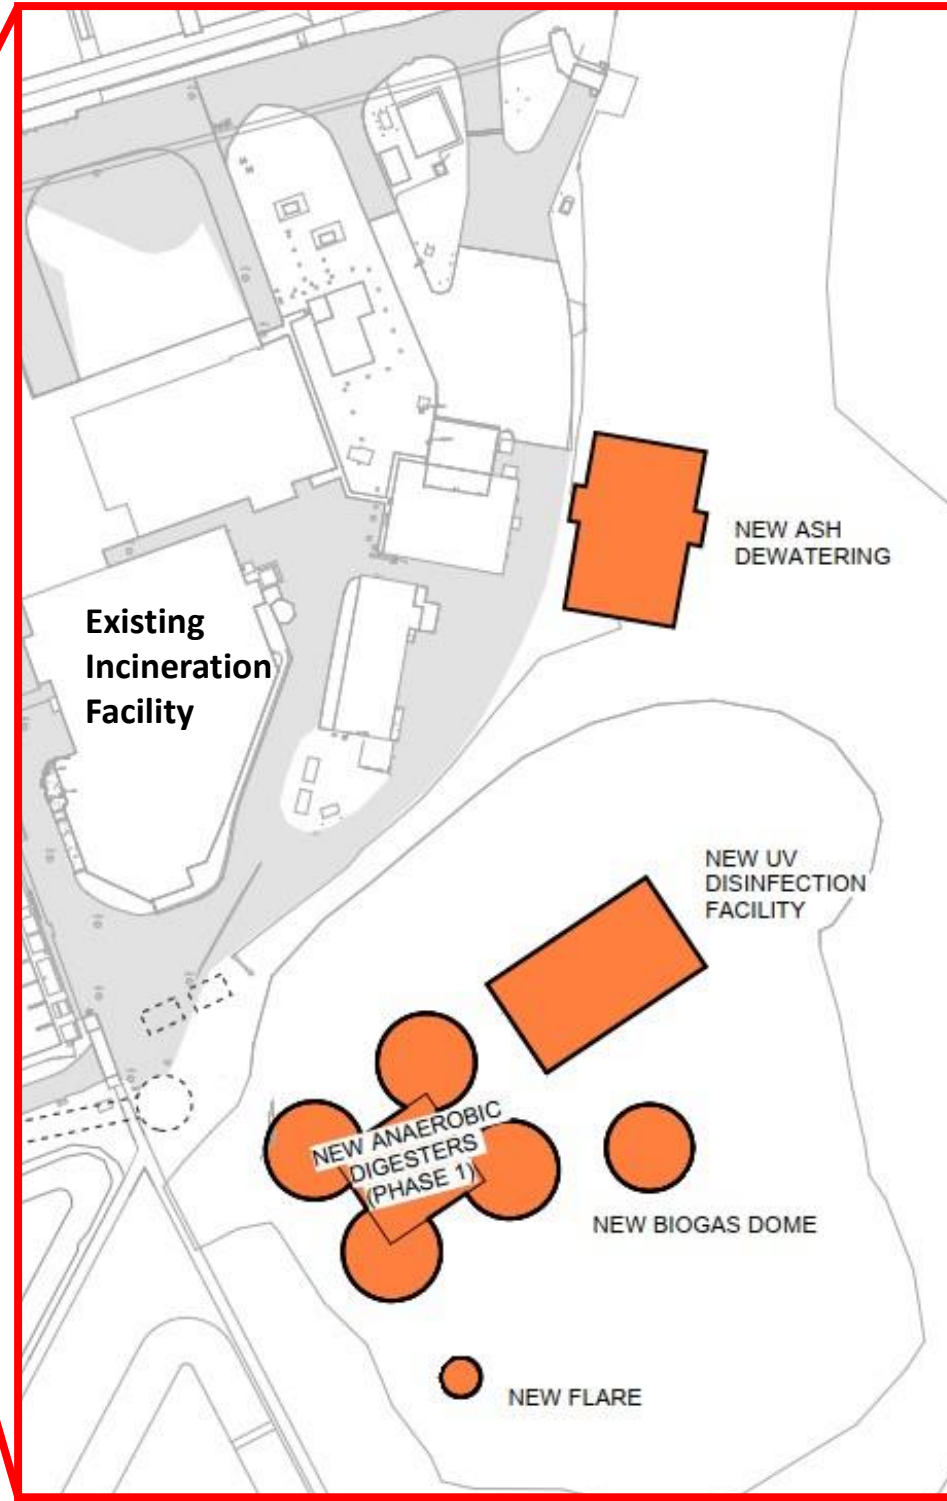 NEW ASH
DEWATERING
Existing
Incineration
Facility
NEW UV
DISINFECTION
FACILITY
NEW ANAEROBIC
DIGESTERS
(PHASE 1)
NEW BIOGAS DOME
NEW FLARE